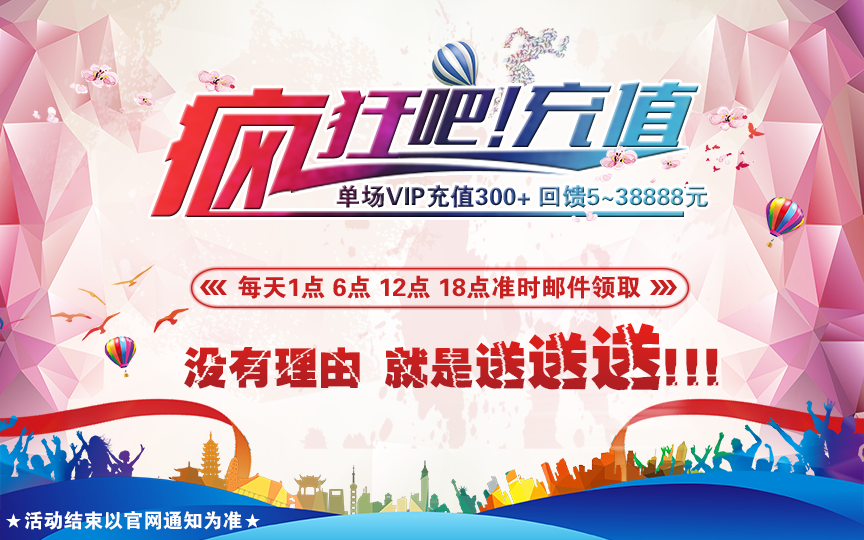 疯狂吧!充值
单场VIP充值300+ 回馈5~38888元
每天1点 6点 12点 18点准时邮件领取
没有理由 就是送送送!!!
★活动结束以官网通知为准★